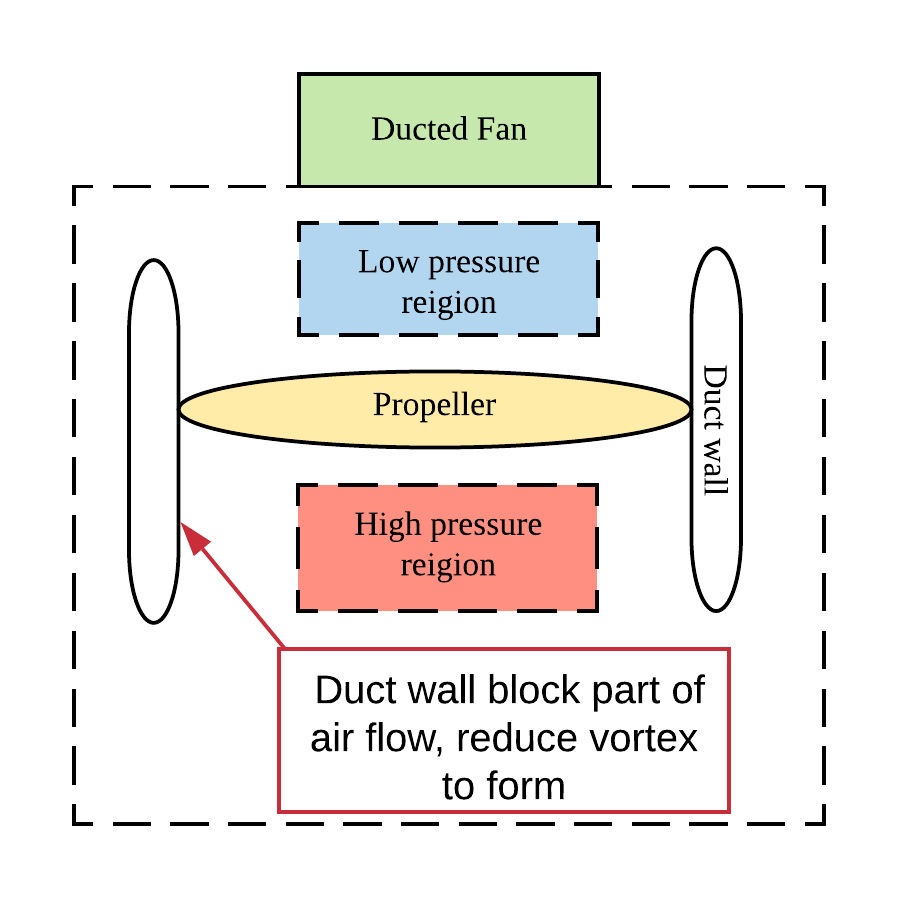 Ducted Fan
Low pressure
reigion
Propeller
Duct wall
High pressure
reigion
Duct wall block part of
air flow, reduce vortex
to form